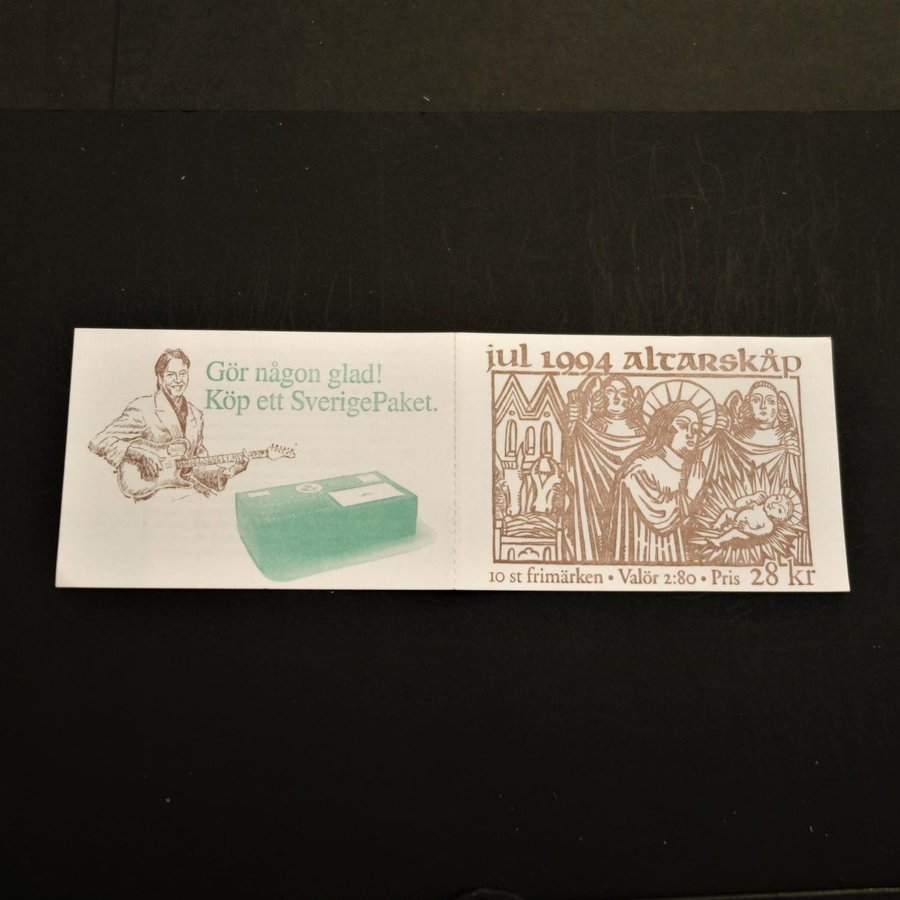 Gör någon glad!
Köp ett SverigePaket.
jul 1994 altarskåp
10 st frimärken · Valör 2:80 · Pris 28 kr